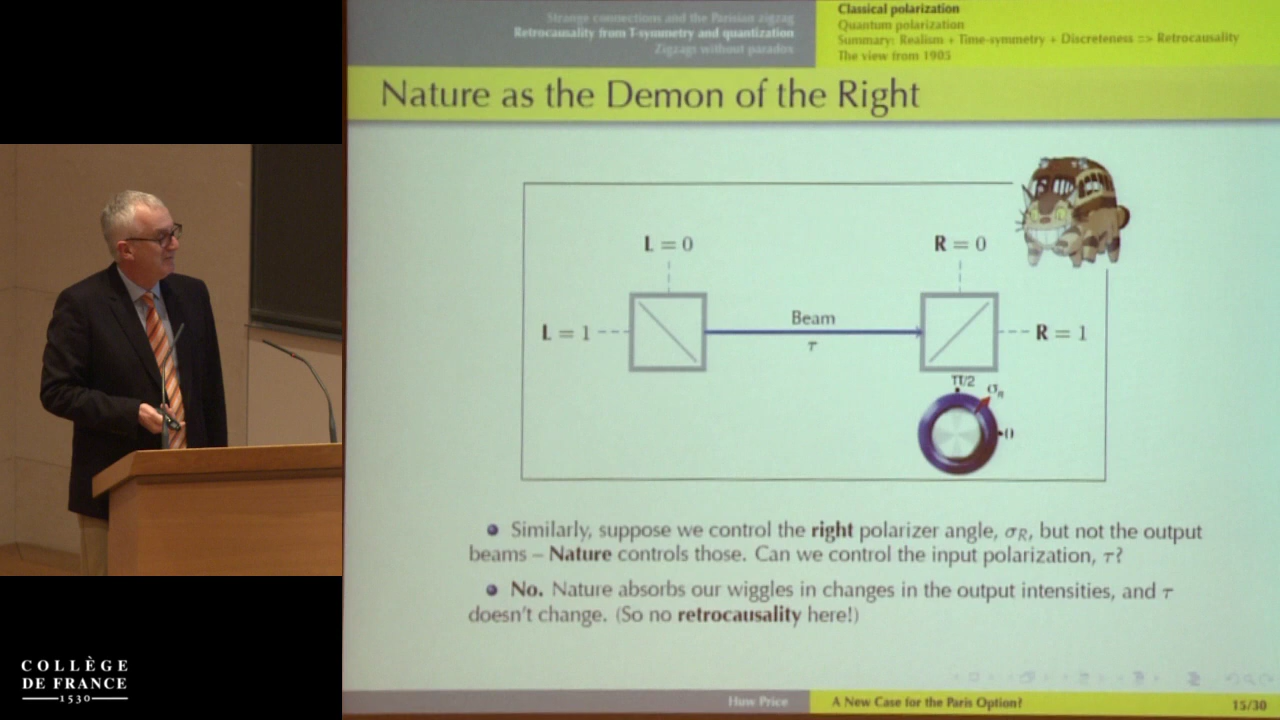 Strange connections and the Parisian zigzag
Retrocausality from T-symmetry and quantization
Zigzags without paradox
Classical polarization
Quantum polarization
Summary: Realism + Time-symmetry + Discreteness => Retrocausality
The view from 1905
Nature as the Demon of the Right
L = 0
R = 0
L = 1
Beam
τ
R = 1
π/2
σR
0
Similarly, suppose we control the right polarizer angle, σR, but not the output
beams – Nature controls those. Can we control the input polarization, τ?
No. Nature absorbs our wiggles in changes in the output intensities, and τ
doesn't change. (So no retrocausality here!)
Huw Price
A New Case for the Paris Option?
15/30
COLLÈGE
DE FRANCE
1530